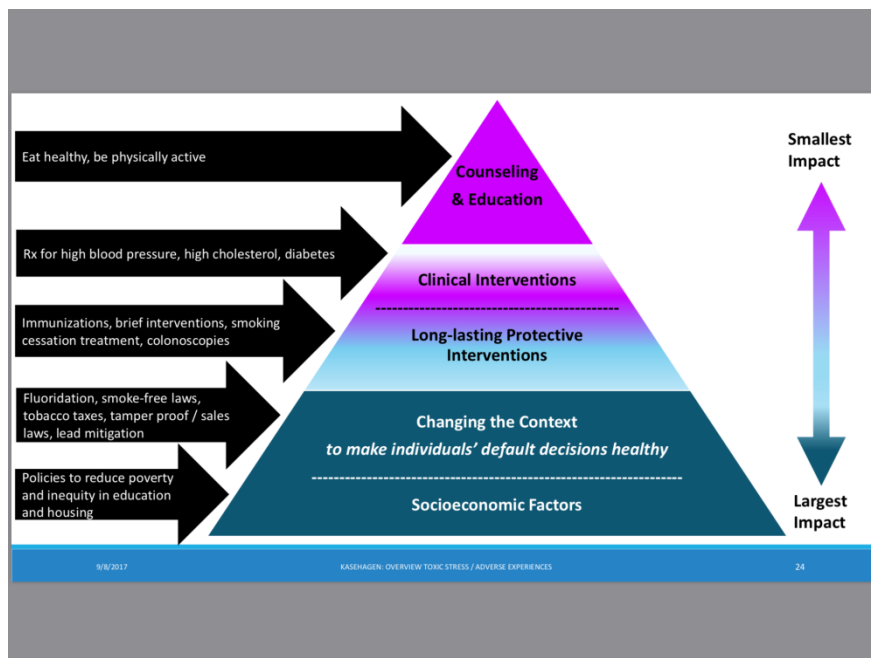 Eat healthy, be physically active
Rx for high blood pressure, high cholesterol, diabetes
Immunizations, brief interventions, smoking
cessation treatment, colonoscopies
Fluoridation, smoke-free laws,
tobacco taxes, tamper proof / sales
laws, lead mitigation
Policies to reduce poverty
and inequity in education
and housing
Counseling
& Education
Clinical Interventions
Long-lasting Protective
Interventions
Changing the Context
to make individuals’ default decisions healthy
Socioeconomic Factors
Smallest
Impact
Largest
Impact
9/8/2017
KASEHAGEN: OVERVIEW TOXIC STRESS / ADVERSE EXPERIENCES
24